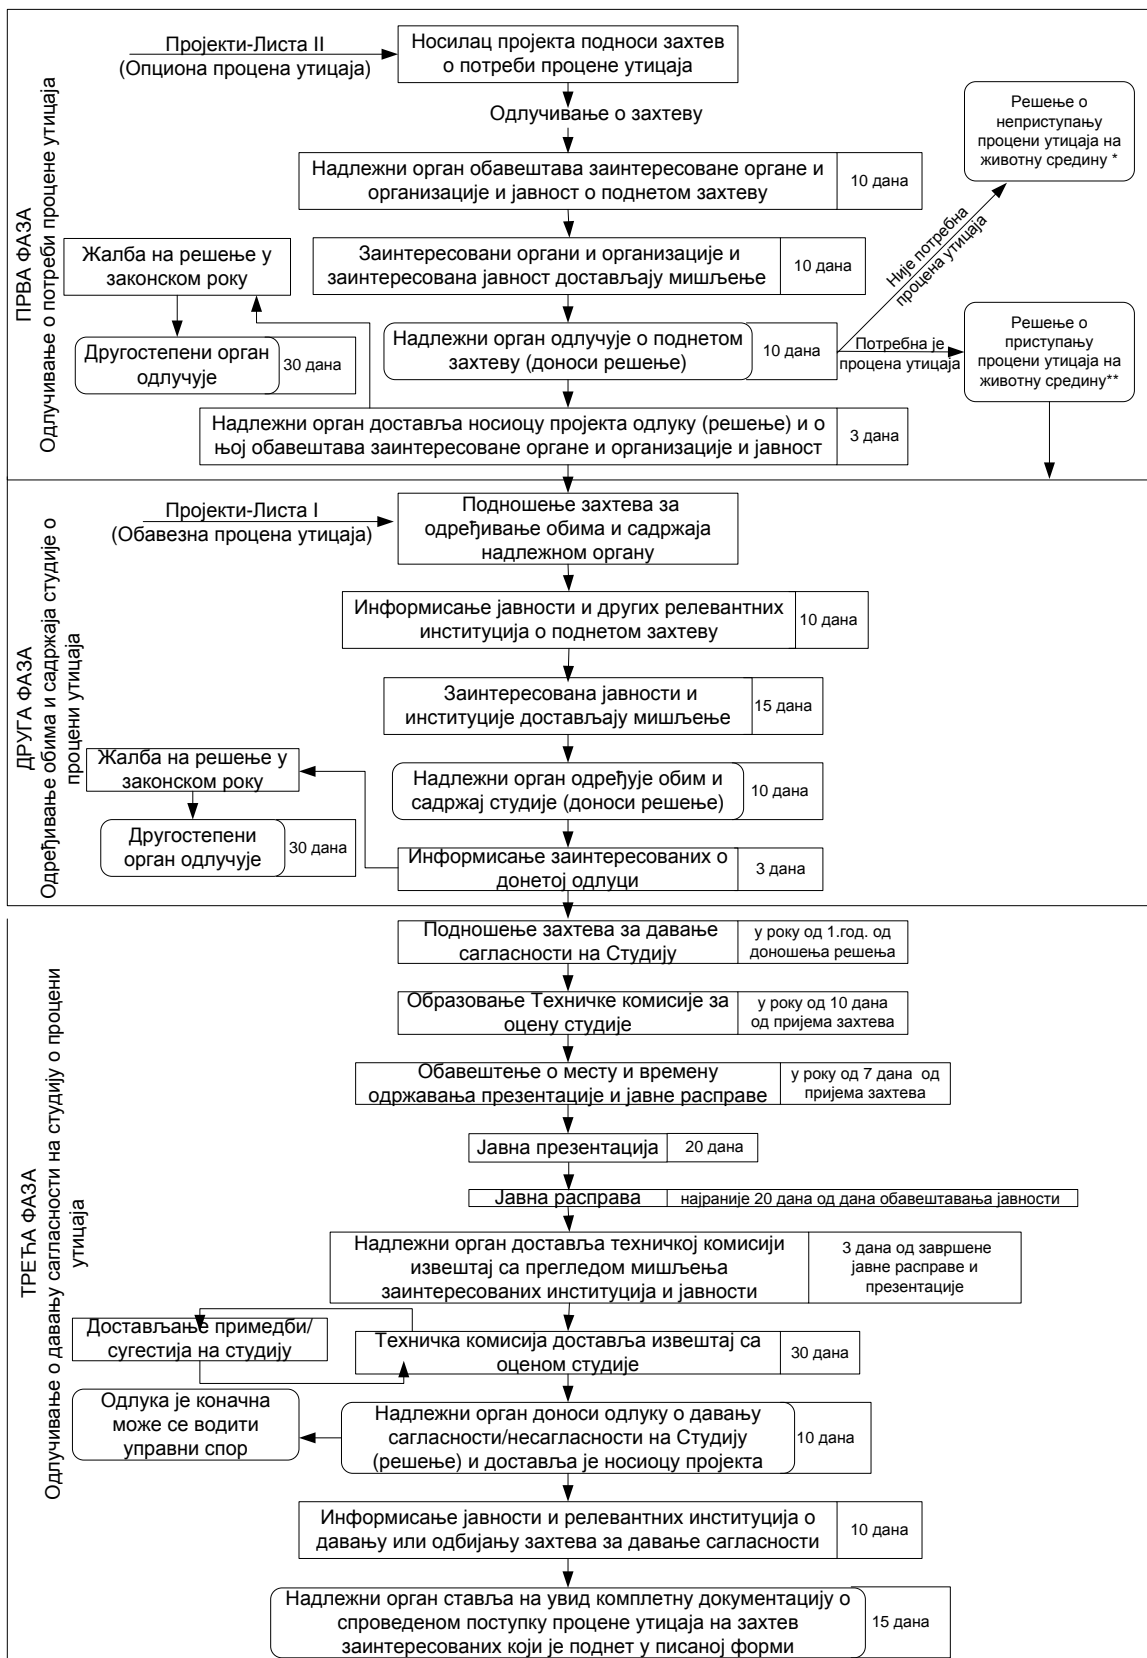 ПРВА ФАЗА
Одлучивање о потреби процене утицаја
Пројекти-Листа II
(Опциона процена утицаја)
Носилац пројекта подноси захтев
о потреби процене утицаја
Одлучивање о захтеву
Надлежни орган обавештава заинтересоване органе и
организације и јавност о поднетом захтеву
10 дана
Заинтересовани органи и организације и
заинтересована јавност достављају мишљење
10 дана
Жалба на решење у
законском року
Другостепени орган
одлучује
30 дана
Надлежни орган одлучује о поднетом
захтеву (доноси решење)
10 дана
Није потребна
процена утицаја
Решење о
неприступању
процени утицаја на
животну средину *
Потребна је
процена утицаја
Решење о
приступању
процени утицаја на
животну средину**
Надлежни орган доставља носиоцу пројекта одлуку (решење) и о
њој обавештава заинтересоване органе и организације и јавност
3 дана
ДРУГА ФАЗА
Одређивање обима и садржаја студије о
процени утицаја
Пројекти-Листа I
(Обавезна процена утицаја)
Подношење захтева за
одређивање обима и садржаја
надлежном органу
Информисање јавности и других релевантних
институција о поднетом захтеву
10 дана
Заинтересована јавности и
институције достављају мишљење
15 дана
Жалба на решење у
законском року
Другостепени
орган одлучује
30 дана
Надлежни орган одређује обим и
садржај студије (доноси решење)
10 дана
Информисање заинтересованих о
донетој одлуци
3 дана
ТРЕЋА ФАЗА
Одлучивање о давању сагласности на студију о процени
утицаја
Подношење захтева за давање
сагласности на Студију
у року од 1.год. од
доношења решења
Образовање Техничке комисије за
оцену студије
у року од 10 дана
од пријема захтева
Обавештење о месту и времену
одржавања презентације и јавне расправе
у року од 7 дана од
пријема захтева
Јавна презентација
20 дана
Јавна расправа
најраније 20 дана од дана обавештавања јавности
Надлежни орган доставља техничкој комисији
извештај са прегледом мишљења
заинтересованих институција и јавности
3 дана од завршене
јавне расправе и
презентације
Достављање примедби/
сугестија на студију
Техничка комисија доставља извештај са
оценом студије
30 дана
Одлука је коначна
може се водити
управни спор
Надлежни орган доноси одлуку о давању
сагласности/несагласности на Студију
(решење) и доставља је носиоцу пројекта
10 дана
Информисање јавности и релевантних институција о
давању или одбијању захтева за давање сагласности
10 дана
Надлежни орган ставља на увид комплетну документацију о
спроведеном поступку процене утицаја на захтев
заинтересованих који је поднет у писаној форми
15 дана